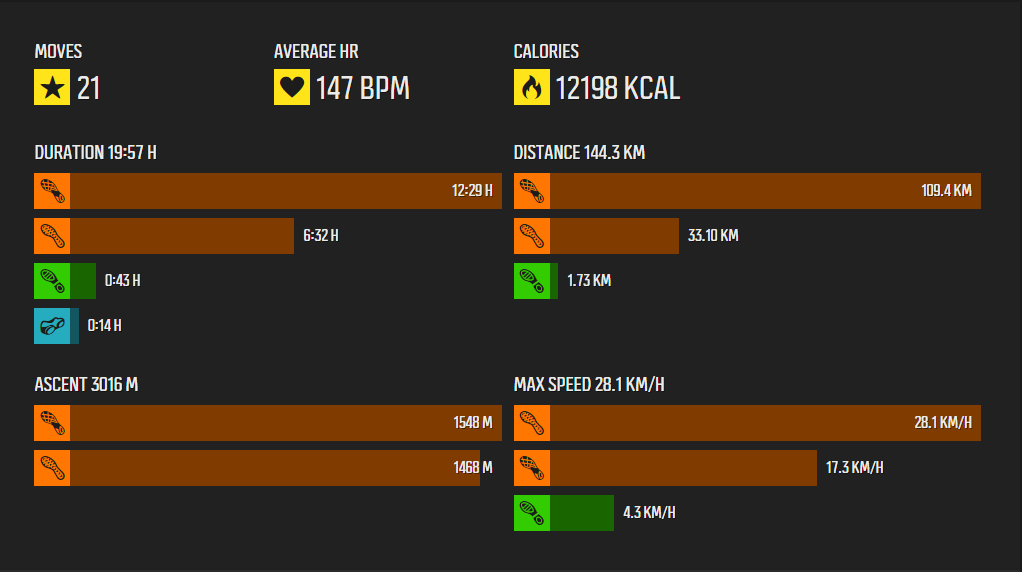 MOVES
21
AVERAGE HR
147 BPM
CALORIES
12198 KCAL
DURATION 19:57 H
12:29 H
6:32 H
0:43 H
0:14 H
DISTANCE 144.3 KM
109.4 KM
33.10 KM
1.73 KM
ASCENT 3016 M
1548 M
1468 M
MAX SPEED 28.1 KM/H
28.1 KM/H
17.3 KM/H
4.3 KM/H